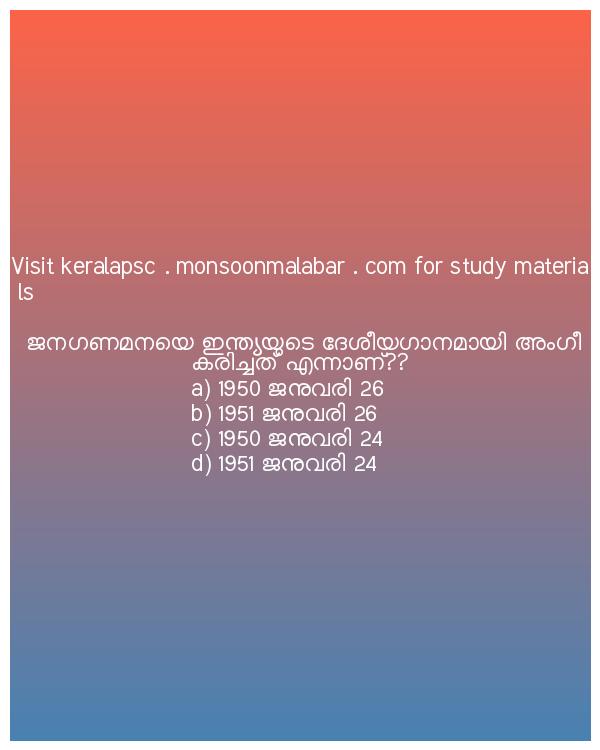 Visit keralapsc . monsoonmalabar . com for study materia
ls
ജനഗണമനയെ ഇന്ത്യയുടെ ദേശീയഗാനമായി അംഗീ
കരിച്ചത് എന്നാണ്??
a) 1950 ജനുവരി 26
b) 1951 ജനുവരി 26
c) 1950 ജനുവരി 24
d) 1951 ജനുവരി 24